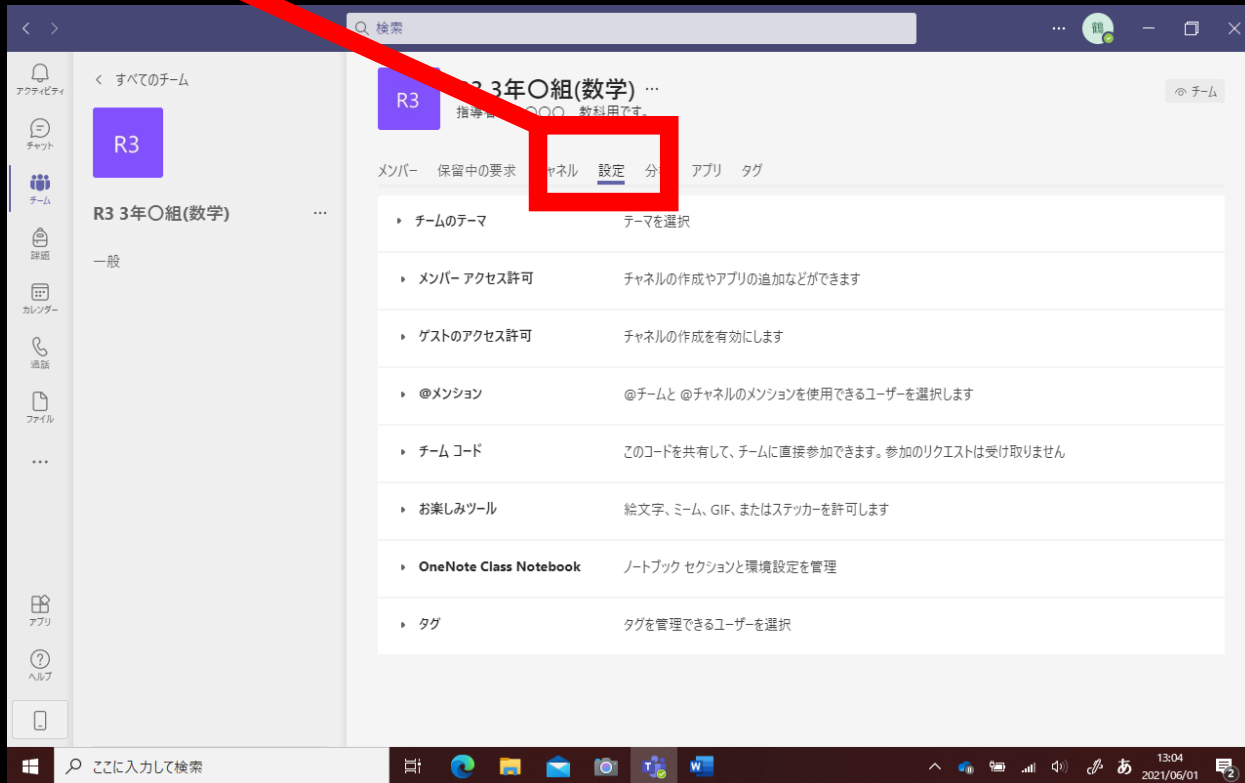 検索
鶴
アクティビティ
チャット
チーム
課題
カレンダー
通話
ファイル
アプリ
ヘルプ
すべてのチーム
R3
R3 3年〇組(数学)
一般
R3
3年〇組(数学)
教科用です。
チーム
メンバー 保留中の要求 ャネル 設定 アプリ タグ
チームのテーマ テーマを選択
メンバー アクセス許可 チャネルの作成やアプリの追加などができます
ゲストのアクセス許可 チャネルの作成を有効にします
@メンション @チームと @チャネルのメンションを使用できるユーザーを選択します
チーム コード このコードを共有して、チームに直接参加できます。参加のリクエストは受け取りません
お楽しみツール 絵文字、ミーム、GIF、またはステッカーを許可します
OneNote Class Notebook ノートブック セクションと環境設定を管理
タグ タグを管理できるユーザーを選択
ここに入力して検索
あ
13:04
2021/06/01
2